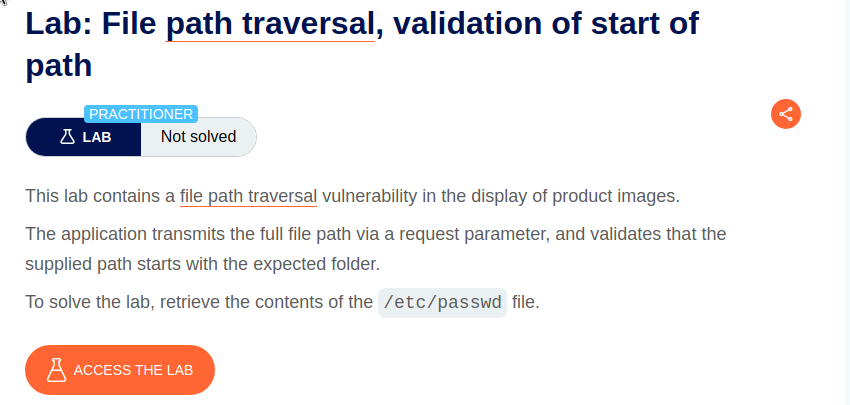 Lab: File path traversal, validation of start of
path
PRACTITIONER
LAB
Not solved
This lab contains a file path traversal vulnerability in the display of product images.
The application transmits the full file path via a request parameter, and validates that the
supplied path starts with the expected folder.
To solve the lab, retrieve the contents of the /etc/passwd file.
ACCESS THE LAB